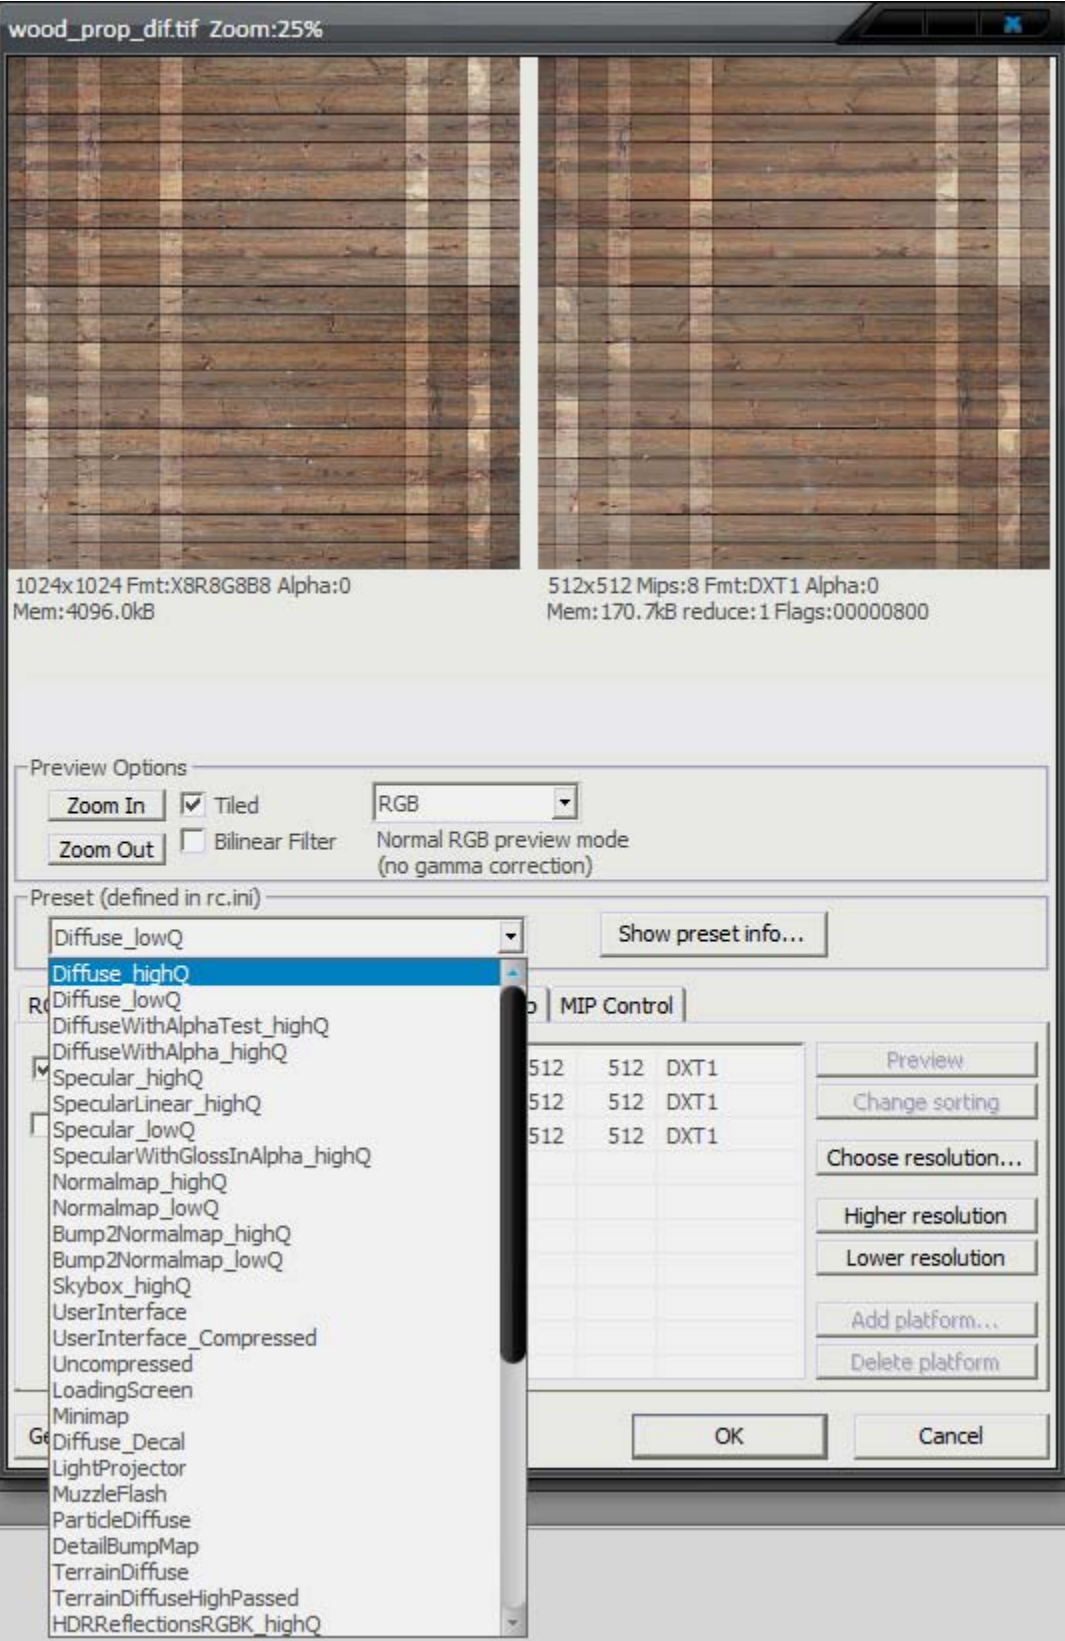 wood_prop_dif.tif Zoom:25%
1024x1024 Fmt:X8R8G8B8 Alpha:0
Mem:4096.0kB
512x512 Mips:8 Fmt:DXT1 Alpha:0
Mem:170.7kB reduce:1 Flags:00000800
Preview Options
Zoom In
Tiled
RGB
Zoom Out
Bilinear Filter
Normal RGB preview mode
(no gamma correction)
Preset (defined in rc.ini)
Diffuse_lowQ
Show preset info...
Diffuse_highQ
Diffuse_lowQ
DiffuseWithAlphaTest_highQ
DiffuseWithAlpha_highQ
Specular_highQ
SpecularLinear_highQ
Specular_lowQ
SpecularWithGlossInAlpha_highQ
Normalmap_highQ
Normalmap_lowQ
Bump2Normalmap_highQ
Bump2Normalmap_lowQ
Skybox_highQ
UserInterface
UserInterface_Compressed
Uncompressed
LoadingScreen
Minimap
Diffuse_Decal
LightProjector
MuzzleFlash
ParticleDiffuse
DetailBumpMap
TerrainDiffuse
TerrainDiffuseHighPassed
HDRReflectionsRGBK_highQ
MIP Control
512 512 DXT1
512 512 DXT1
512 512 DXT1
Preview
Change sorting
Choose resolution...
Higher resolution
Lower resolution
Add platform...
Delete platform
OK
Cancel